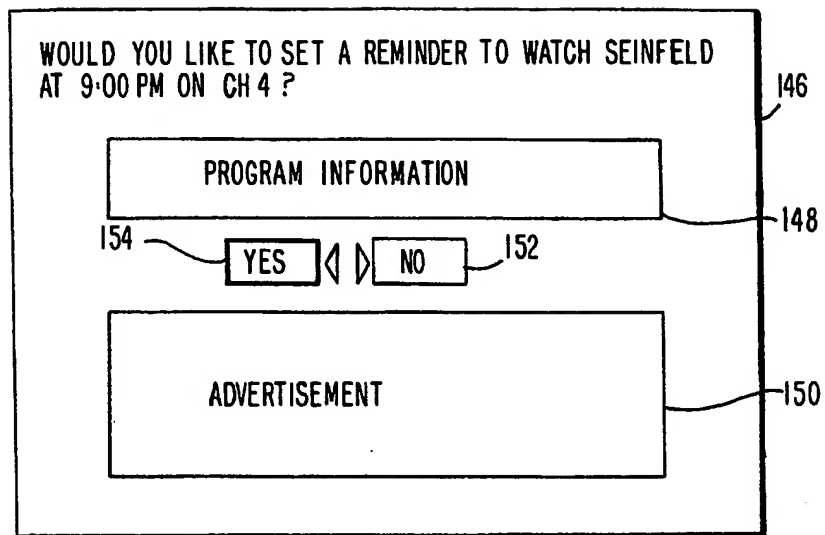 WOULD YOU LIKE TO SET A REMINDER TO WATCH SEINFELD
AT 9:00 PM ON CH 4 ?
146
PROGRAM INFORMATION
148
154
YES
NO
152
ADVERTISEMENT
150